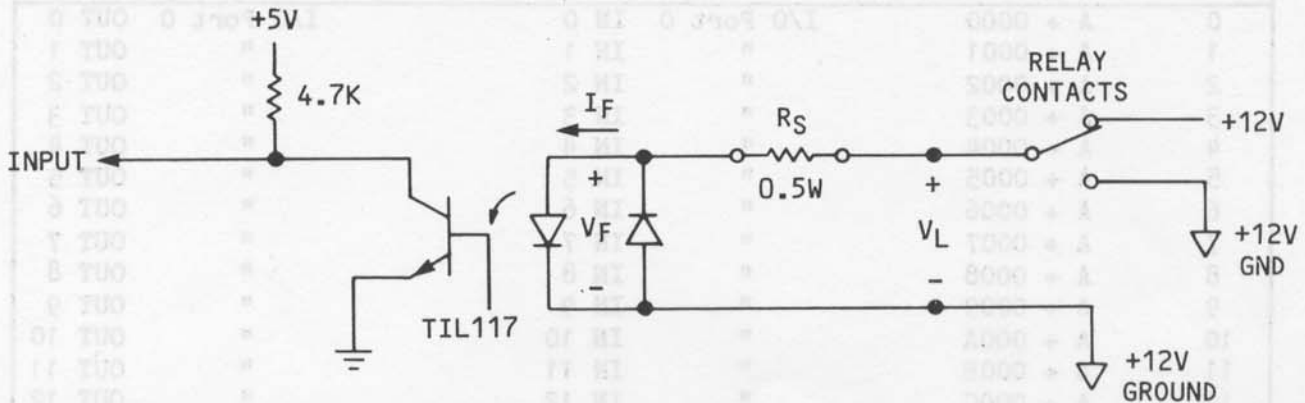 +5V
4.7K
INPUT
TIL117
I_F
+
V_F
-
R_S
0.5W
+
V_L
-
RELAY
CONTACTS
+12V
+12V
GND
+12V
GROUND